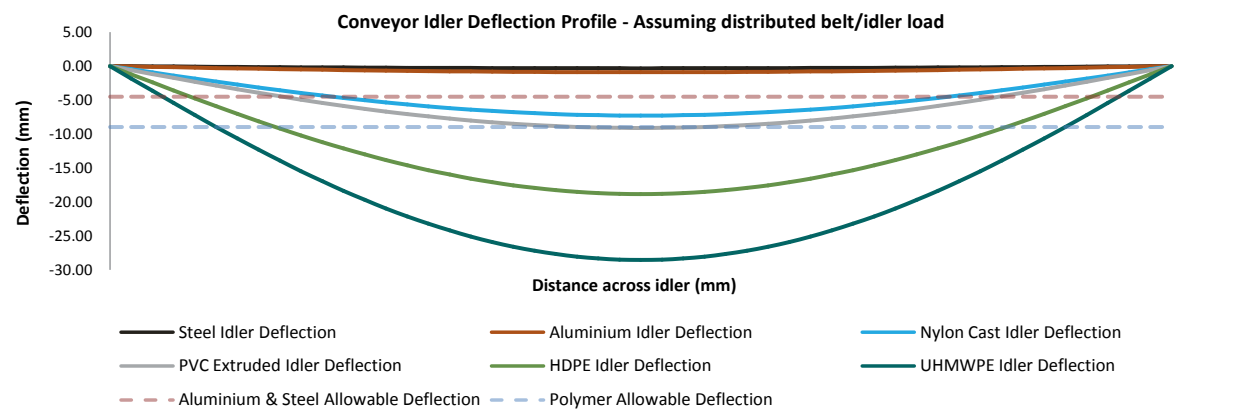 Conveyor Idler Deflection Profile - Assuming distributed belt/idler load
5.00
0.00
-5.00
-10.00
-15.00
-20.00
-25.00
-30.00
Deflection (mm)
Distance across idler (mm)
Steel Idler Deflection
Aluminium Idler Deflection
Nylon Cast Idler Deflection
PVC Extruded Idler Deflection
HDPE Idler Deflection
UHMWPE Idler Deflection
Aluminium & Steel Allowable Deflection
Polymer Allowable Deflection